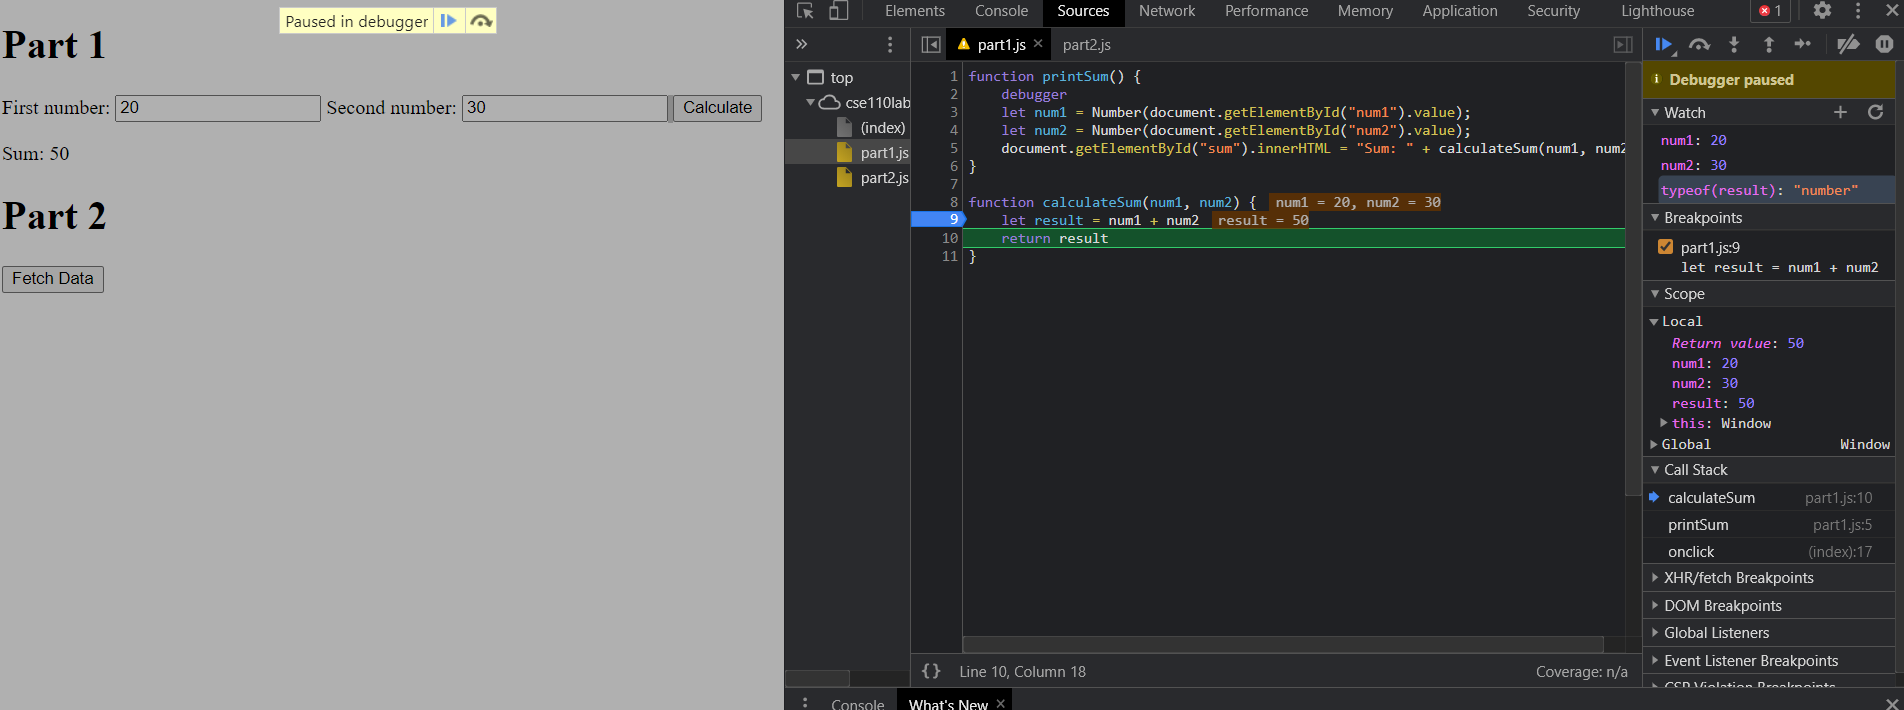 Paused in debugger
Part 1
First number: 20 Second number: 30 Calculate
Sum: 50
Part 2
Fetch Data
Elements Console Sources Network Performance Memory Application Security Lighthouse 1
part1.js × part2.js
top
cse110lab
(index)
part1.js
part2.js
1 function printSum() {
2 debugger
3 let num1 = Number(document.getElementById("num1").value);
4 let num2 = Number(document.getElementById("num2").value);
5 document.getElementById("sum").innerHTML = "Sum: " + calculateSum(num1, num2
6 }
7
8 function calculateSum(num1, num2) { num1 = 20, num2 = 30
9 let result = num1 + num2 result = 50
10 return result
11 }
{} Line 10, Column 18 Coverage: n/a
Debugger paused
Watch
num1: 20
num2: 30
typeof(result): "number"
Breakpoints
part1.js:9
let result = num1 + num2
Scope
Local
Return value: 50
num1: 20
num2: 30
result: 50
this: Window
Global Window
Call Stack
calculateSum part1.js:10
printSum part1.js:5
onclick (index):17
XHR/fetch Breakpoints
DOM Breakpoints
Global Listeners
Event Listener Breakpoints
CSP Violation Breakpoints
Console What's New ×